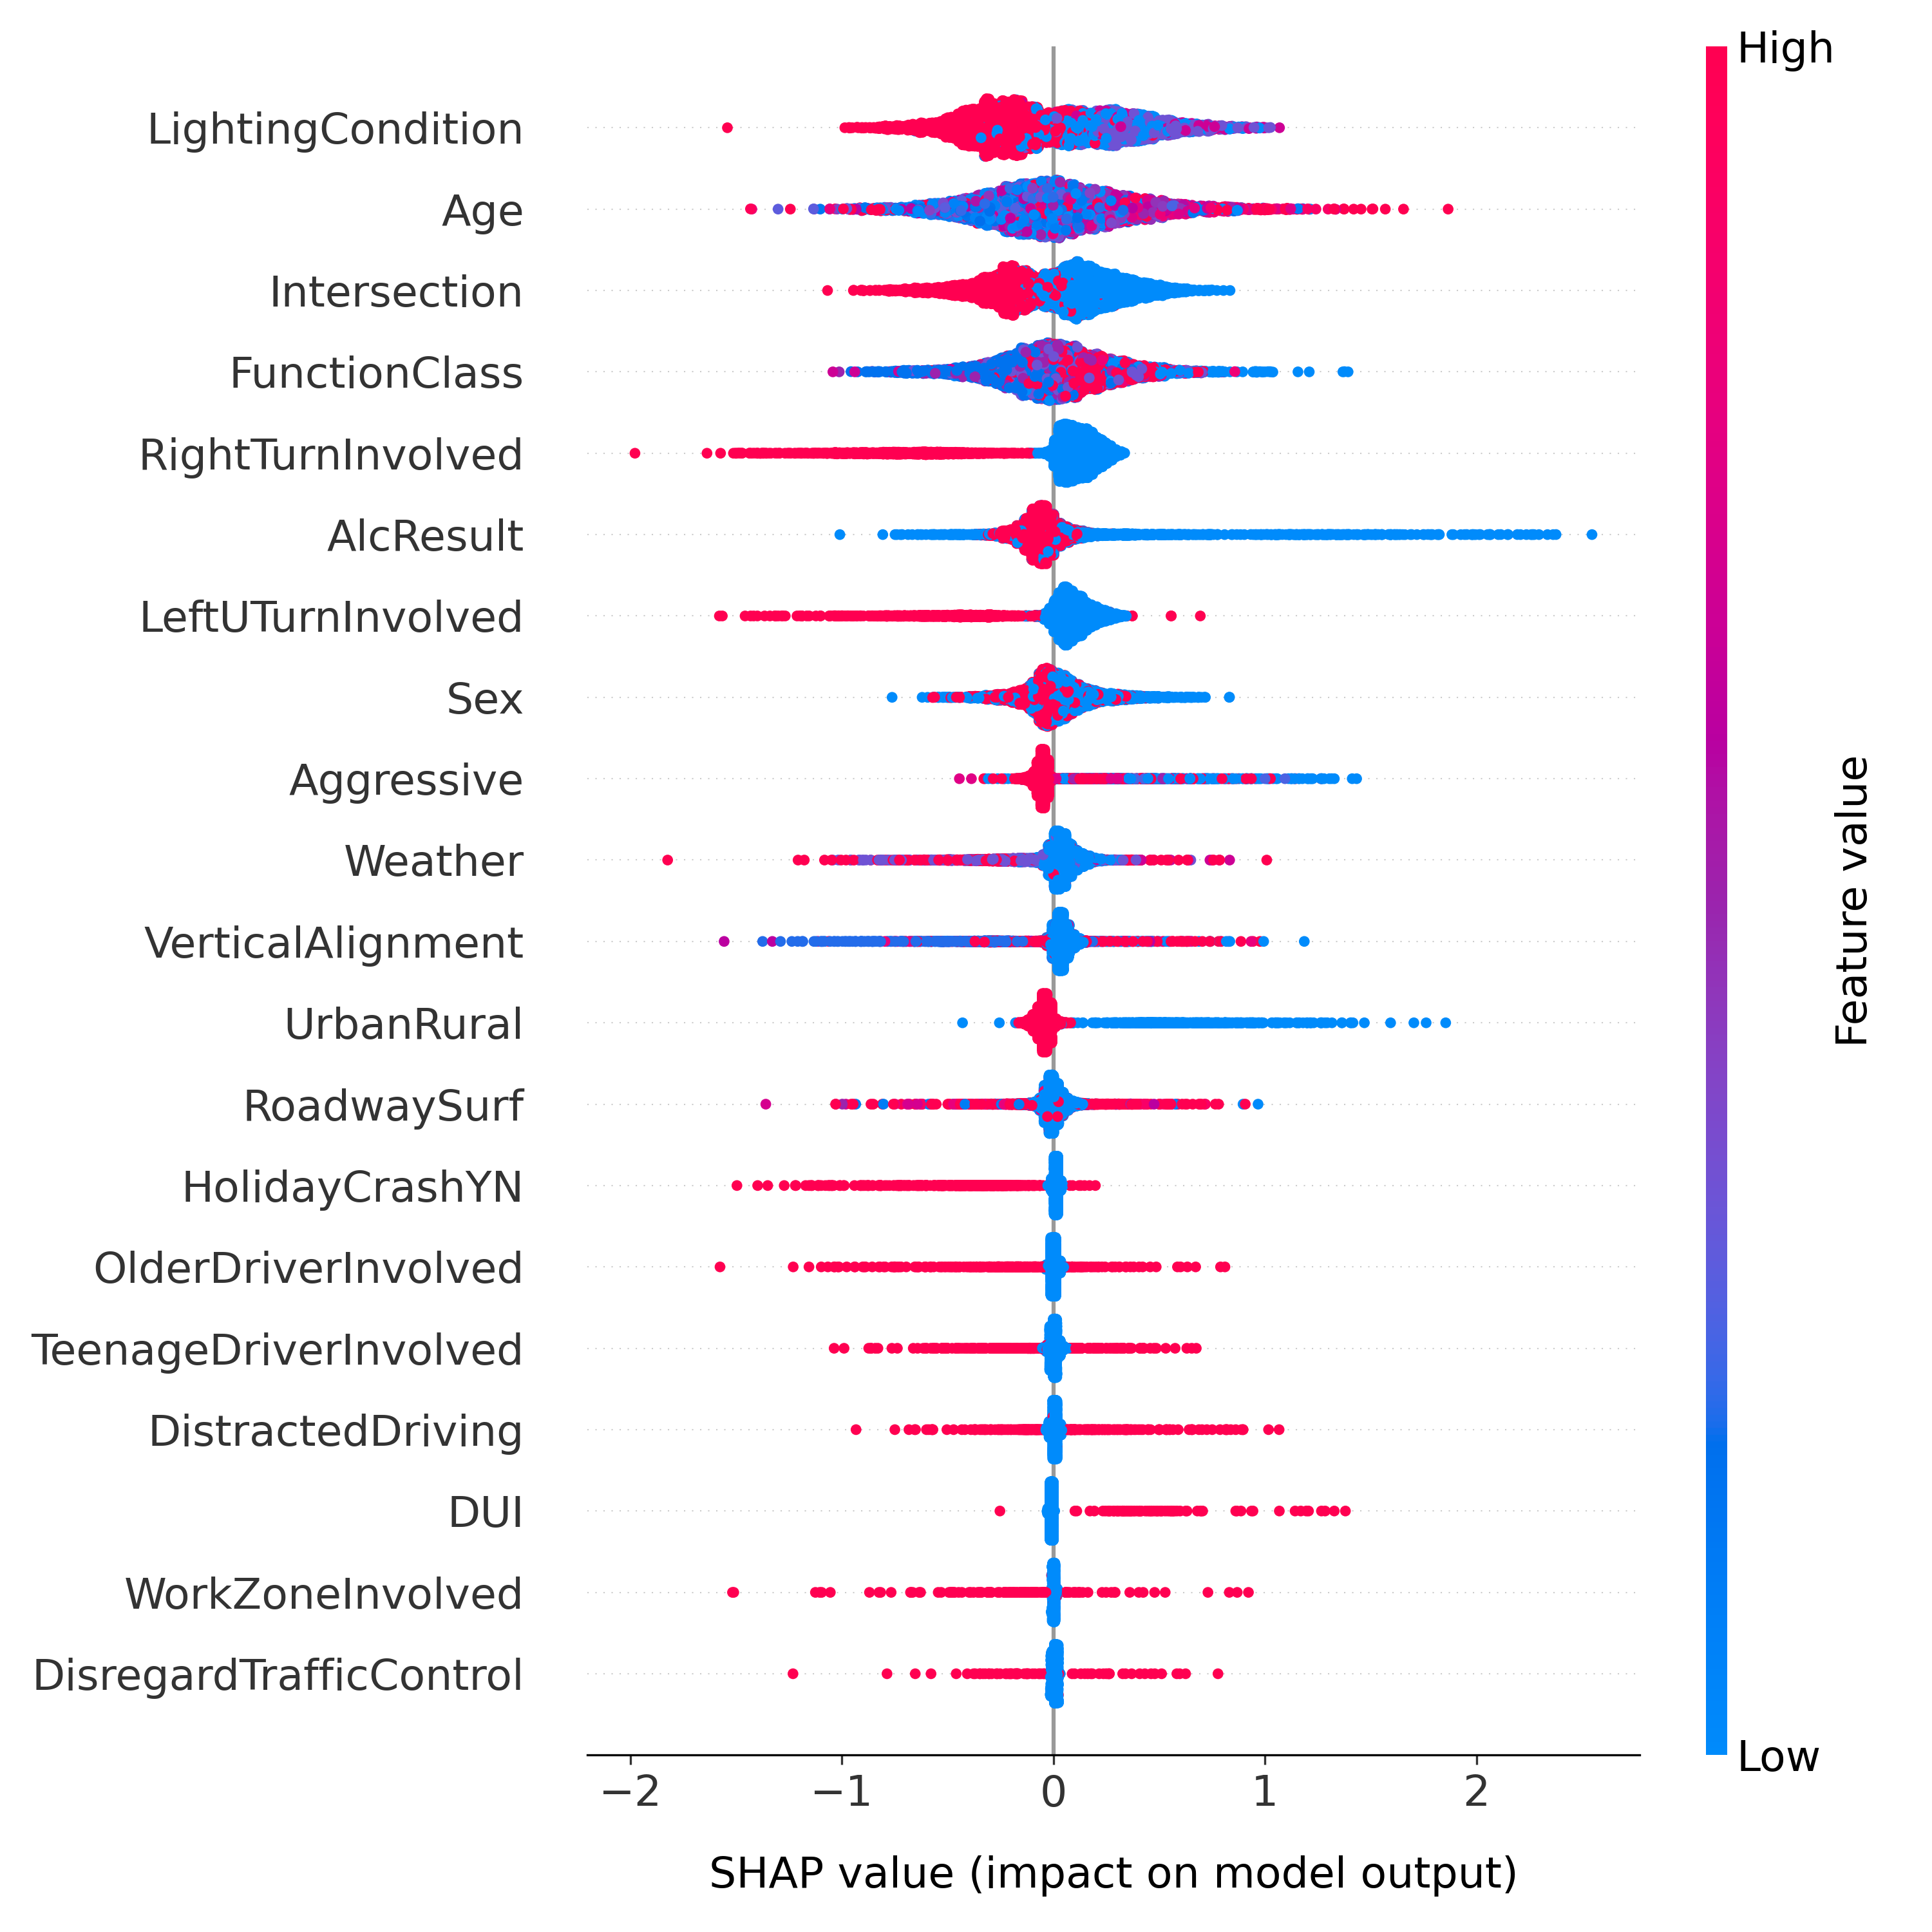 High
LightingCondition
Age
Intersection
FunctionClass
RightTurnInvolved
AlcResult
LeftUTurnInvolved
Sex
Aggressive
Weather
VerticalAlignment
UrbanRural
RoadwaySurf
HolidayCrashYN
OlderDriverInvolved
TeenageDriverInvolved
DistractedDriving
DUI
WorkZoneInvolved
DisregardTrafficControl
Feature value
Low
−2 −1 0 1 2
SHAP value (impact on model output)